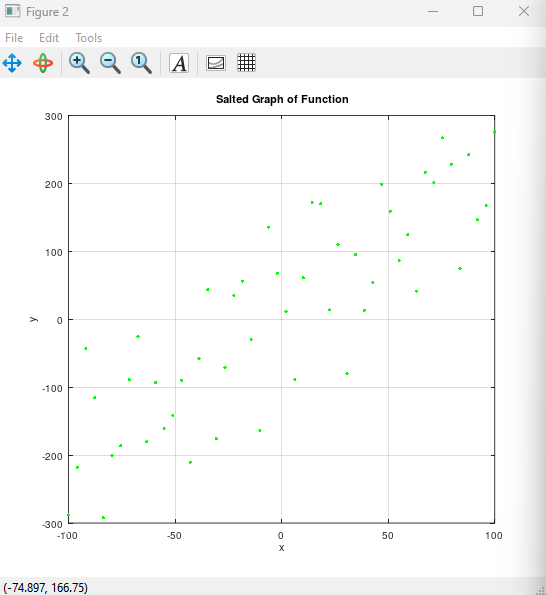 Figure 2
File Edit Tools
1 A
Salted Graph of Function
300
200
100
0
-100
-200
-300
y
-100 -50 0 50 100
x
(-74.897, 166.75)